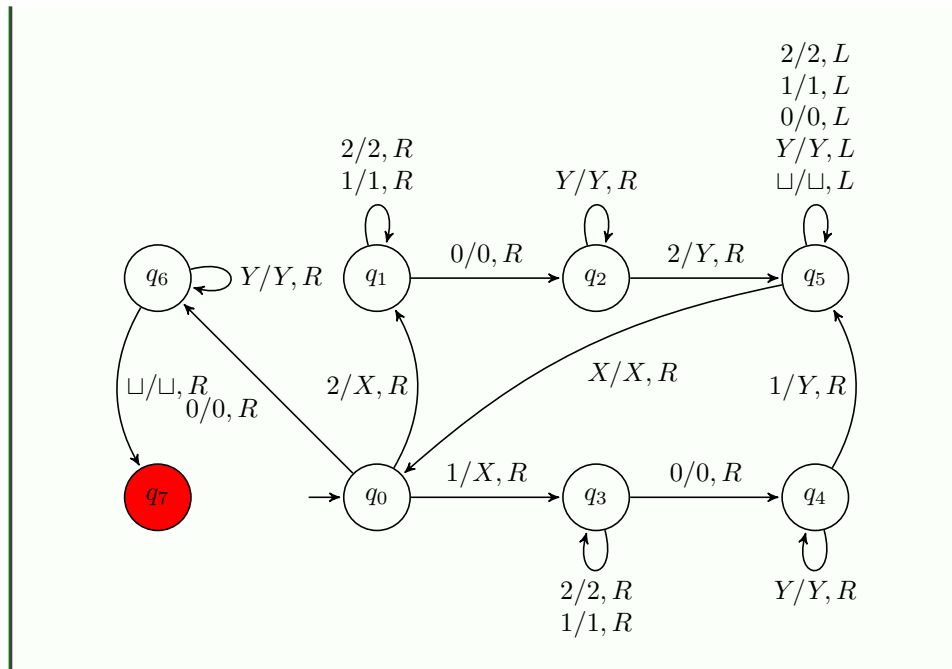 2/2, L
1/1, L
0/0, L
Y/Y, L
⊔/⊔, L
2/2, R
1/1, R
Y/Y, R
0/0, R
2/Y, R
q₆
Y/Y, R
q₁
q₂
q₅
X/X, R
⊔/⊔, R
0/0, R
2/X, R
1/Y, R
1/X, R
0/0, R
q₇
q₀
q₃
q₄
2/2, R
1/1, R
Y/Y, R